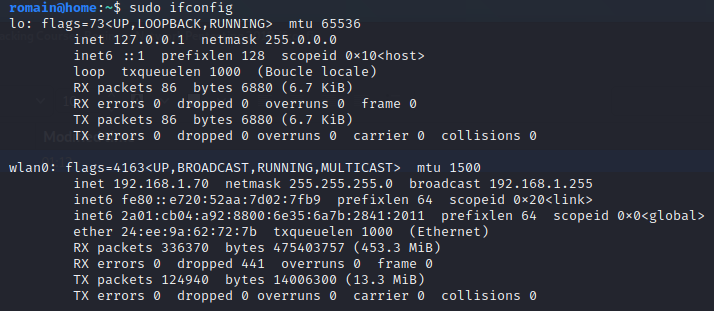 romain@home:~$ sudo ifconfig
lo: flags=73<UP,LOOPBACK,RUNNING>  mtu 65536
        inet 127.0.0.1  netmask 255.0.0.0
        inet6 ::1  prefixlen 128  scopeid 0×10<host>
        loop  txqueuelen 1000  (Boucle locale)
        RX packets 86  bytes 6880 (6.7 KiB)
        RX errors 0  dropped 0  overruns 0  frame 0
        TX packets 86  bytes 6880 (6.7 KiB)
        TX errors 0  dropped 0 overruns 0  carrier 0  collisions 0

wlan0: flags=4163<UP,BROADCAST,RUNNING,MULTICAST>  mtu 1500
        inet 192.168.1.70  netmask 255.255.255.0  broadcast 192.168.1.255
        inet6 fe80::e720:52aa:7d02:7fb9  prefixlen 64  scopeid 0×20<link>
        inet6 2a01:cb04:a92:8800:6e35:6a7b:2841:2011  prefixlen 64  scopeid 0×0<global>
        ether 24:ee:9a:62:72:7b  txqueuelen 1000  (Ethernet)
        RX packets 336370  bytes 475403757 (453.3 MiB)
        RX errors 0  dropped 441  overruns 0  frame 0
        TX packets 124940  bytes 14006300 (13.3 MiB)
        TX errors 0  dropped 0 overruns 0  carrier 0  collisions 0